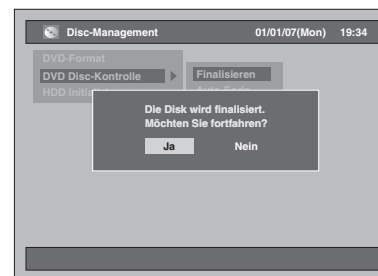 Disc-Management 01/01/07(Mon) 19:34
DVD-Format
DVD Disc-Kontrolle Finalisieren
HDD
Die Disk wird finalisiert.
Möchten Sie fortfahren?
Ja Nein